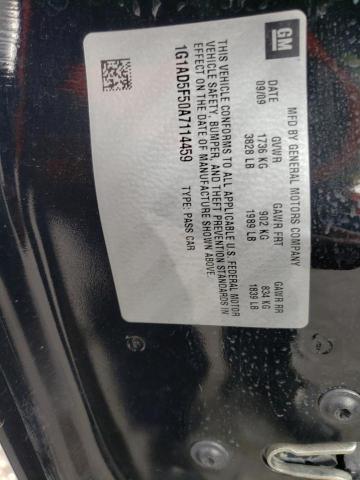 GM
MFD BY GENERAL MOTORS COMPANY
DATE GVWR GAWR FRT GAWR RR
09/09 1736 KG 902 KG 834 KG
3828 LB 1989 LB 1839 LB
THIS VEHICLE CONFORMS TO ALL APPLICABLE U.S. FEDERAL MOTOR
VEHICLE SAFETY, BUMPER, AND THEFT PREVENTION STANDARDS IN
EFFECT ON THE DATE OF MANUFACTURE SHOWN ABOVE.
1G1AD5F50A7114459 TYPE: PASS CAR